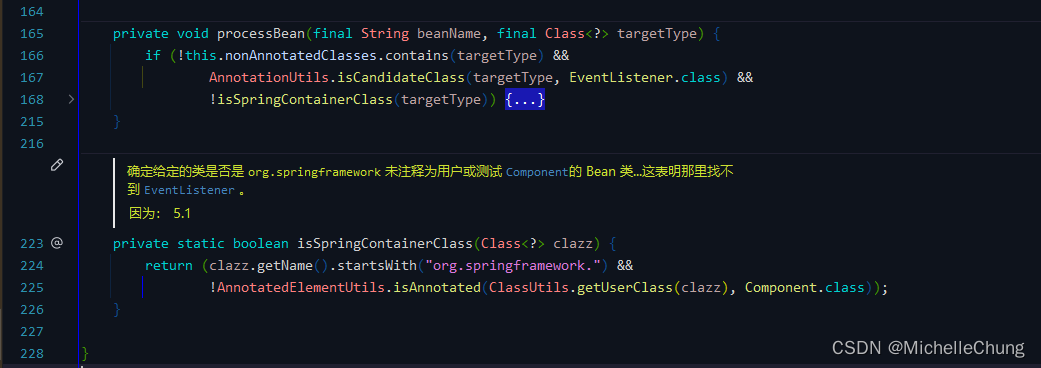 164
165 private void processBean(final String beanName, final Class<?> targetType) {
166 if (!this.nonAnnotatedClasses.contains(targetType) &&
167 AnnotationUtils.isCandidateClass(targetType, EventListener.class) &&
168 !isSpringContainerClass(targetType)) {...}
215 }
216
确定给定的类是否是 org.springframework 未注释为用户或测试 Component的 Bean 类...这表明那里找不
到 EventListener 。
因为: 5.1
223 @ private static boolean isSpringContainerClass(Class<?> clazz) {
224 return (clazz.getName().startsWith("org.springframework.") &&
225 !AnnotatedElementUtils.isAnnotated(ClassUtils.getUserClass(clazz), Component.class));
226 }
227
228 }
CSDN @MichelleChung